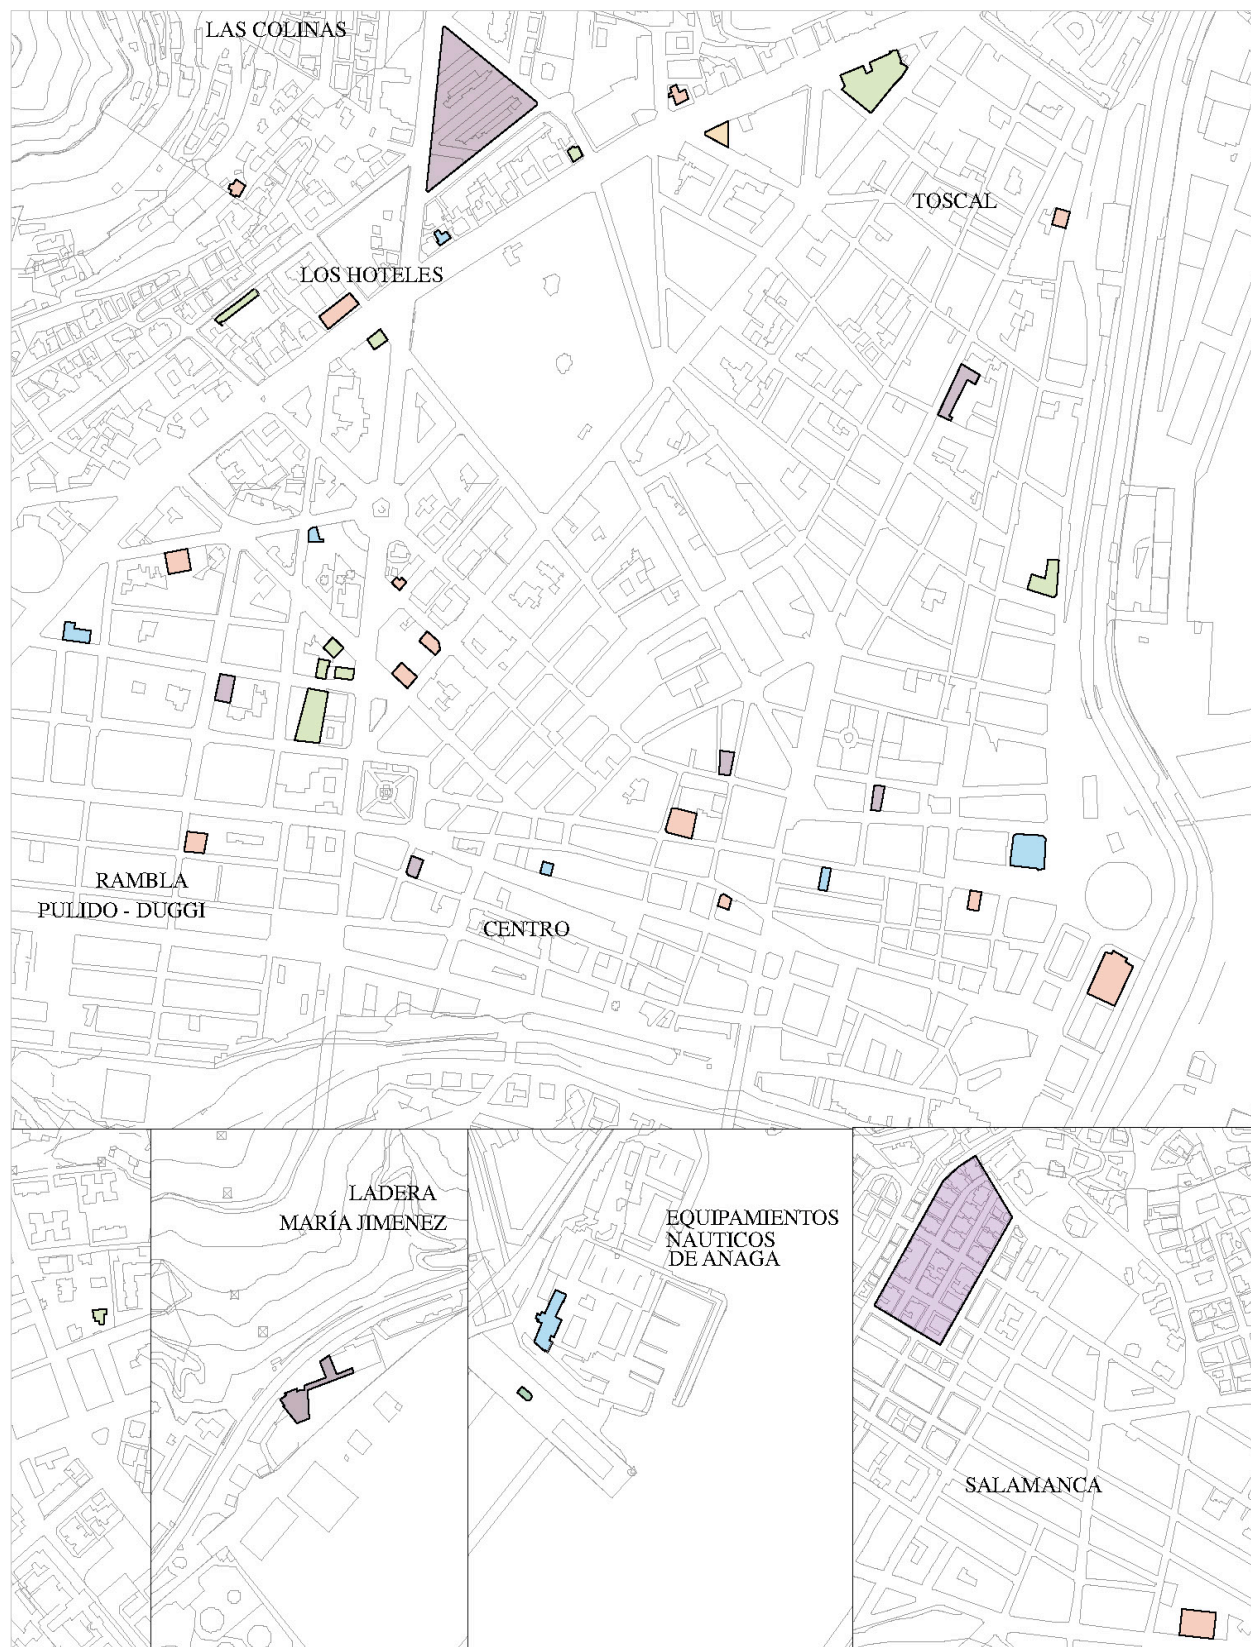 LAS COLINAS
TOSCAL
LOS HOTELES
RAMBLA
PULIDO - DUGGI
CENTRO
LADERA
MARÍA JIMENEZ
EQUIPAMIENTOS
NAUTICOS
DE ANAGA
SALAMANCA